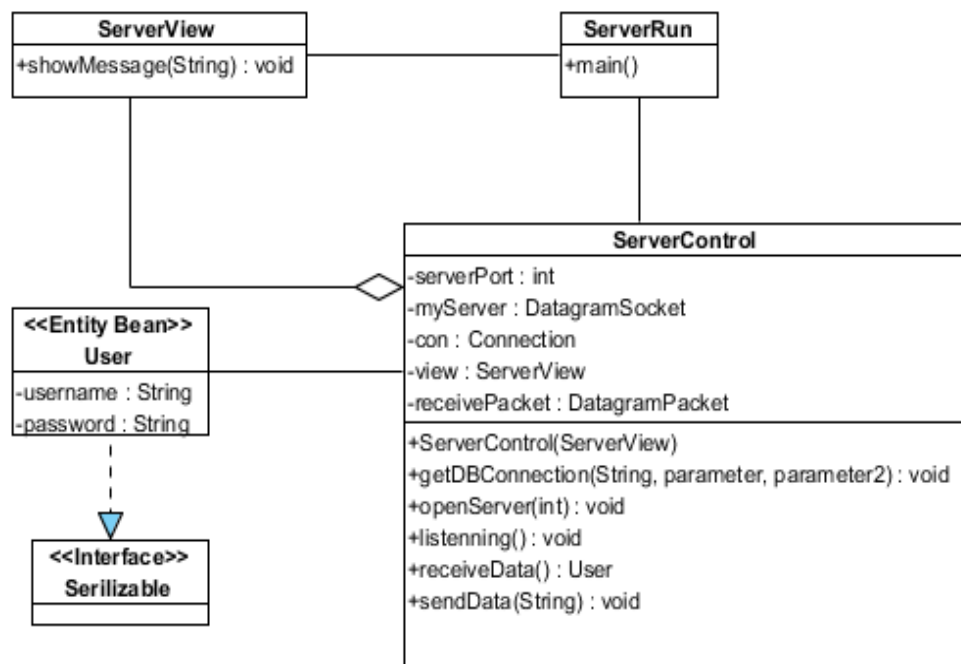 ServerView
+showMessage(String) : void
ServerRun
+main()
ServerControl
-serverPort : int
-myServer : DatagramSocket
-con : Connection
-view : ServerView
-receivePacket : DatagramPacket
+ServerControl(ServerView)
+getDBConnection(String, parameter, parameter2) : void
+openServer(int) : void
+listenning() : void
+receiveData() : User
+sendData(String) : void
<<Entity Bean>>
User
-username : String
-password : String
<<Interface>>
Serilizable